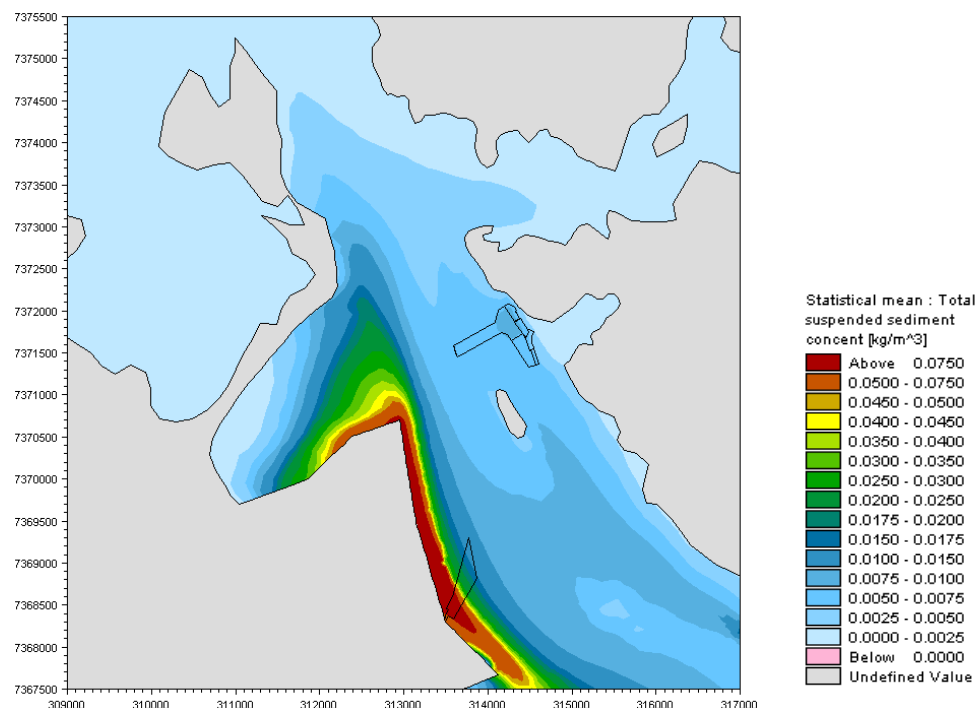 7375500
7375000
7374500
7374000
7373500
7373000
7372500
7372000
7371500
7371000
7370500
7370000
7369500
7369000
7368500
7368000
7367500
309000 310000 311000 312000 313000 314000 315000 316000 317000
Statistical mean : Total
suspended sediment
concent [kg/m^3]
Above 0.0750
0.0500 - 0.0750
0.0450 - 0.0500
0.0400 - 0.0450
0.0350 - 0.0400
0.0300 - 0.0350
0.0250 - 0.0300
0.0200 - 0.0250
0.0175 - 0.0200
0.0150 - 0.0175
0.0100 - 0.0150
0.0075 - 0.0100
0.0050 - 0.0075
0.0025 - 0.0050
0.0000 - 0.0025
Below 0.0000
Undefined Value